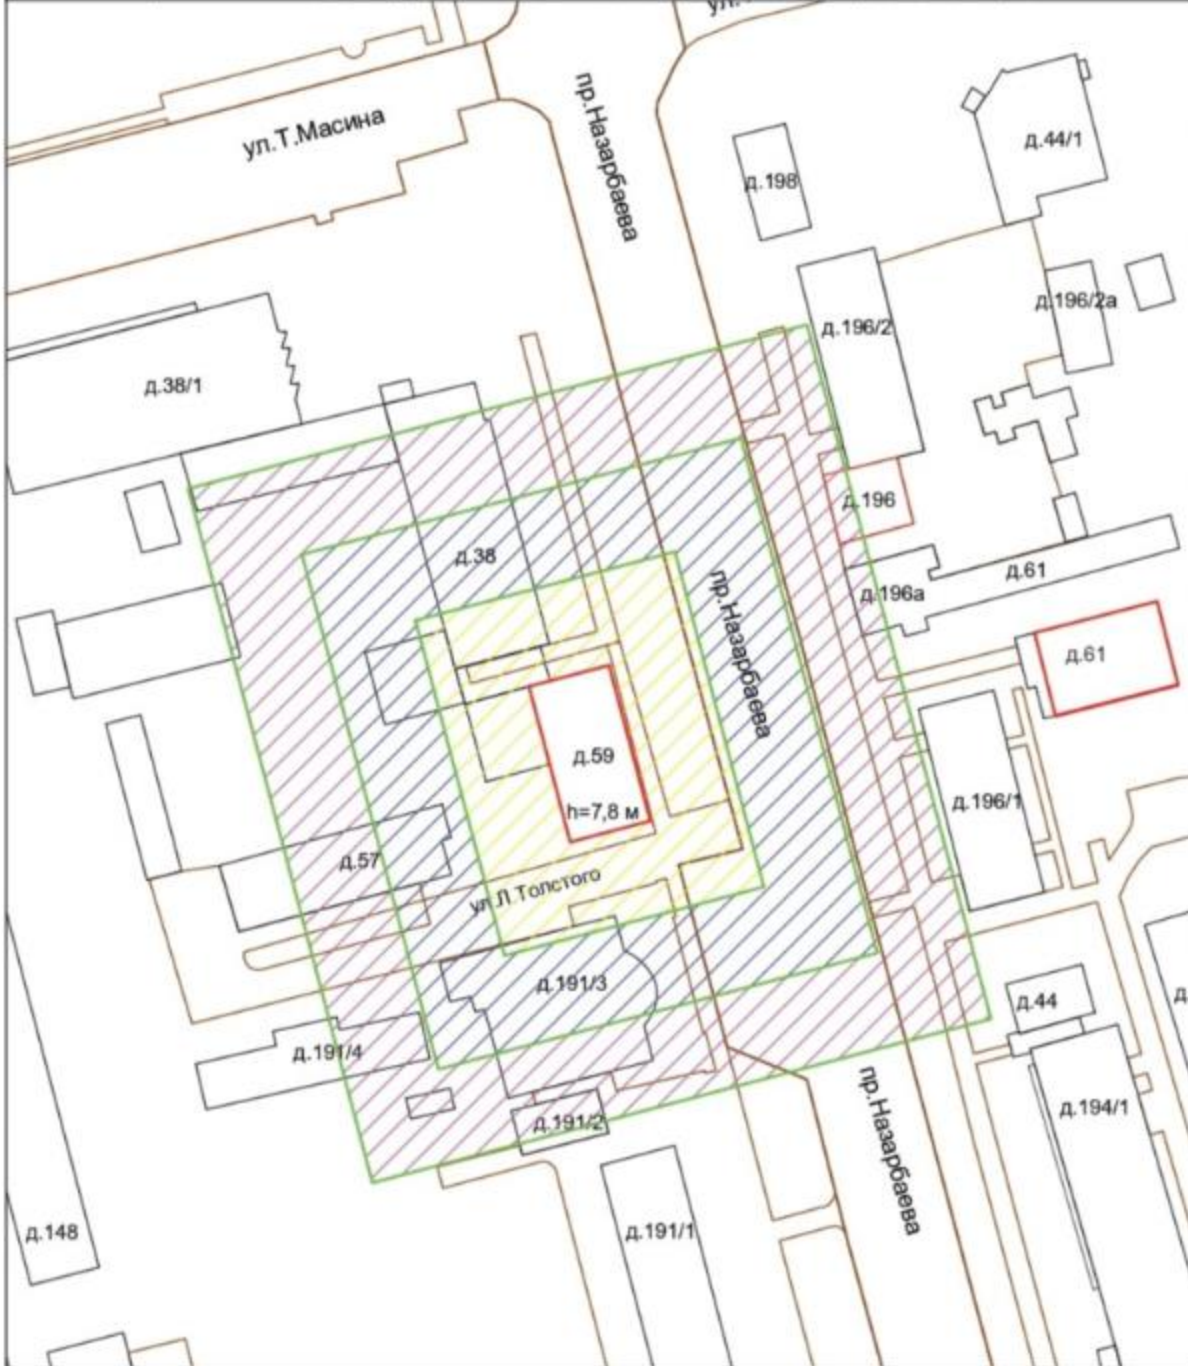 ул.
ул.Т.Масина
пр.Назарбаева
д.44/1
д.198
д.196/2а
д.196/2
д.38/1
д.196
д.38
д.61
д.196а
пр.Назарбаева
д.61
д.59
д.196/1
h=7,8 м
д.57
ул.Л.Толстого
д.191/3
д.44
д.
д.191/4
д.194/1
д.191/2
пр.Назарбаева
д.148
д.191/1